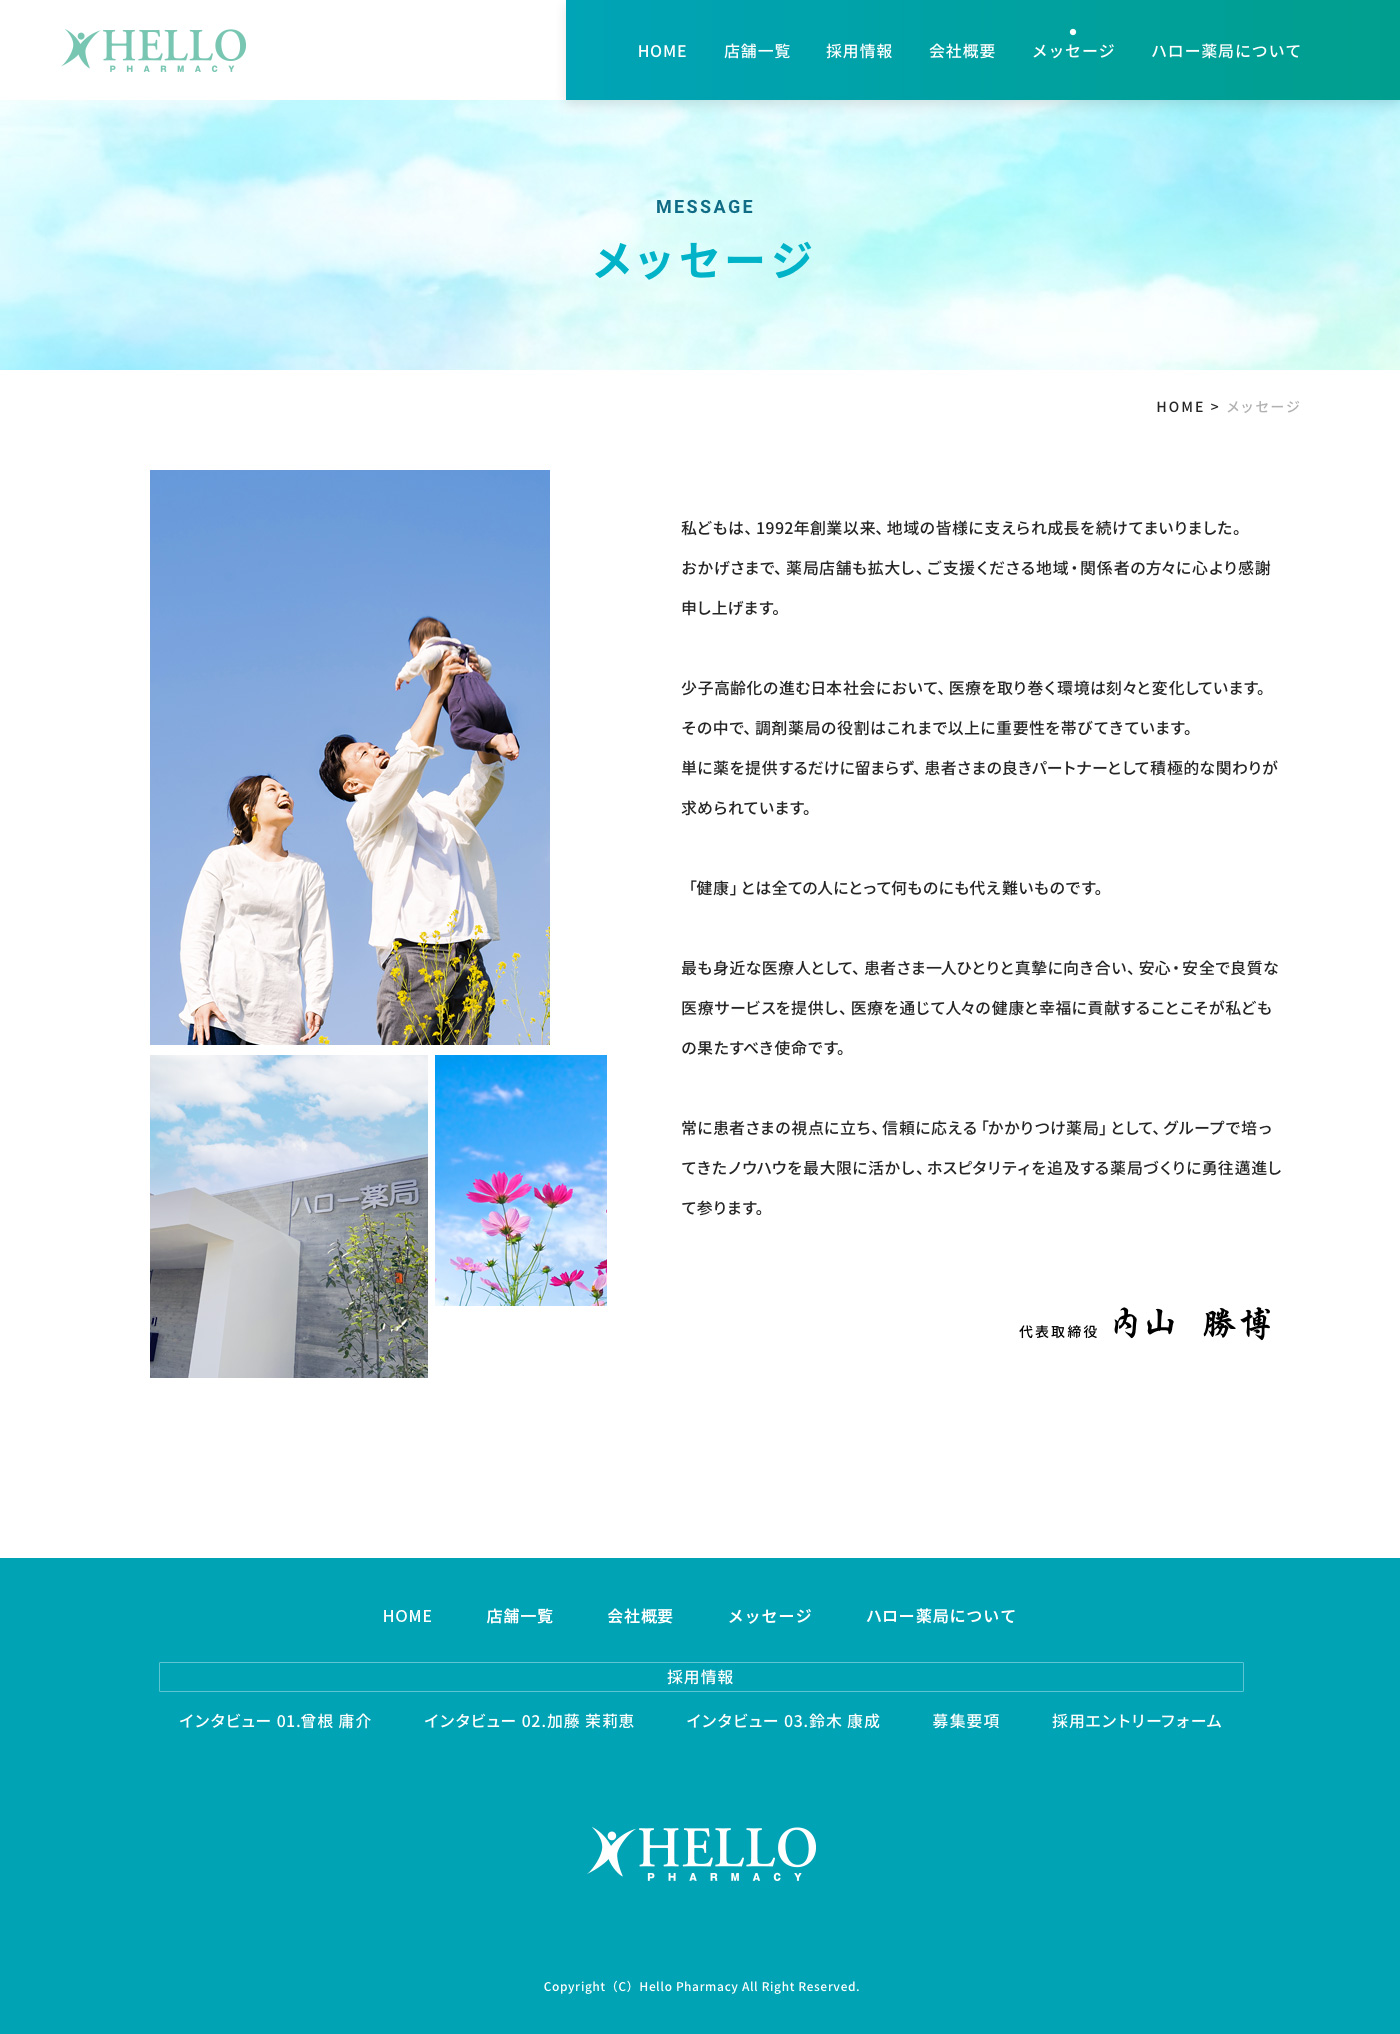 HELLO
PHARMACY
HOME 店舗一覧 採用情報 会社概要 メッセージ ハロー薬局について
MESSAGE
メッセージ
HOME > メッセージ
私どもは、1992年創業以来、地域の皆様に支えられ成長を続けてまいりました。
おかげさまで、薬局店舗も拡大し、ご支援くださる地域・関係者の方々に心より感謝
申し上げます。
少子高齢化の進む日本社会において、医療を取り巻く環境は刻々と変化しています。
その中で、調剤薬局の役割はこれまで以上に重要性を帯びてきています。
単に薬を提供するだけに留まらず、患者さまの良きパートナーとして積極的な関わりが
求められています。
「健康」とは全ての人にとって何ものにも代え難いものです。
最も身近な医療人として、患者さま一人ひとりと真摯に向き合い、安心・安全で良質な
医療サービスを提供し、医療を通じて人々の健康と幸福に貢献することこそが私ども
の果たすべき使命です。
常に患者さまの視点に立ち、信頼に応える「かかりつけ薬局」として、グループで培っ
てきたノウハウを最大限に活かし、ホスピタリティを追及する薬局づくりに勇往邁進し
て参ります。
ハロー薬局
代表取締役 内山 勝博
HOME 店舗一覧 会社概要 メッセージ ハロー薬局について
採用情報
インタビュー 01.曾根 庸介 インタビュー 02.加藤 茉莉恵 インタビュー 03.鈴木 康成 募集要項 採用エントリーフォーム
HELLO
PHARMACY
Copyright（C）Hello Pharmacy All Right Reserved.